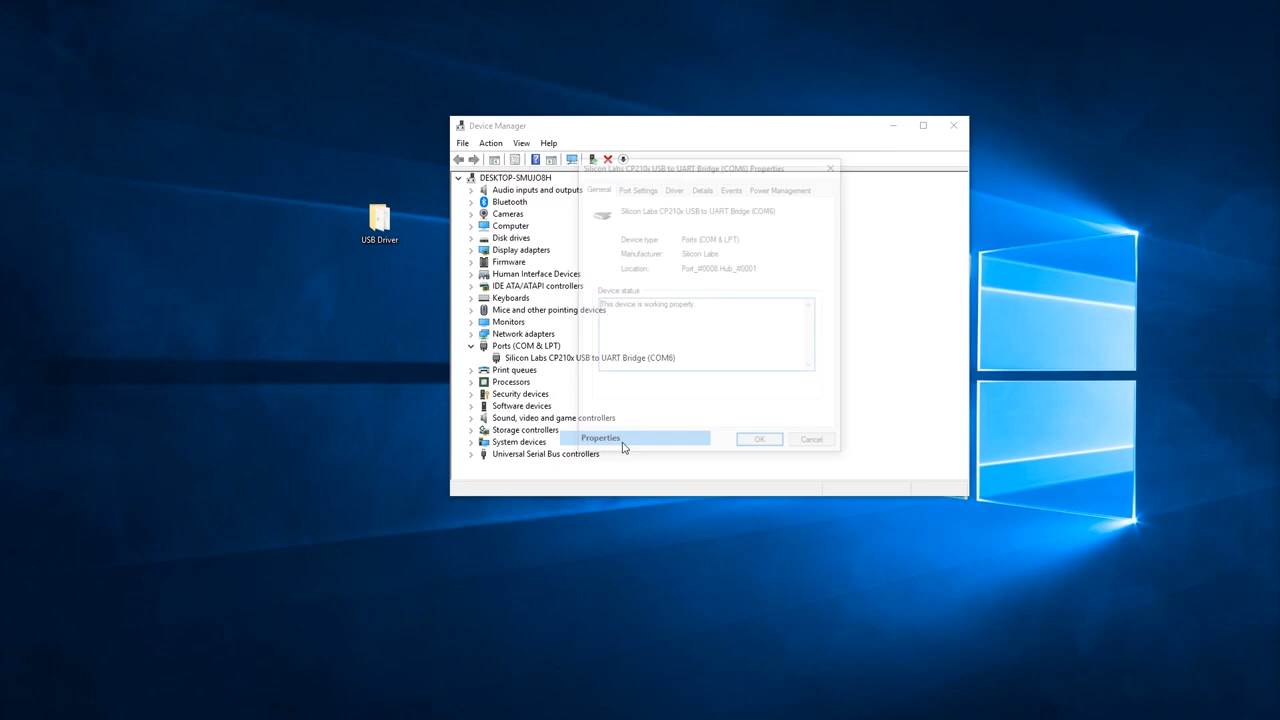 Device Manager
File Action View Help
DESKTOP-SMUJO8H
Audio inputs and outputs
Bluetooth
Cameras
Computer
Disk drives
Display adapters
Firmware
Human Interface Devices
IDE ATA/ATAPI controllers
Keyboards
Mice and other pointing devices
Monitors
Network adapters
Ports (COM & LPT)
Silicon Labs CP210x USB to UART Bridge (COM6)
Print queues
Processors
Security devices
Software devices
Sound, video and game controllers
Storage controllers
System devices
Universal Serial Bus controllers
Silicon Labs CP210x USB to UART Bridge (COM6) Properties
General Port Settings Driver Details Events Power Management
Silicon Labs CP210x USB to UART Bridge (COM6)
Device type: Ports (COM & LPT)
Manufacturer: Silicon Labs
Location: Port_#0008.Hub_#0001
Device status
This device is working properly.
Properties
OK Cancel
USB Driver